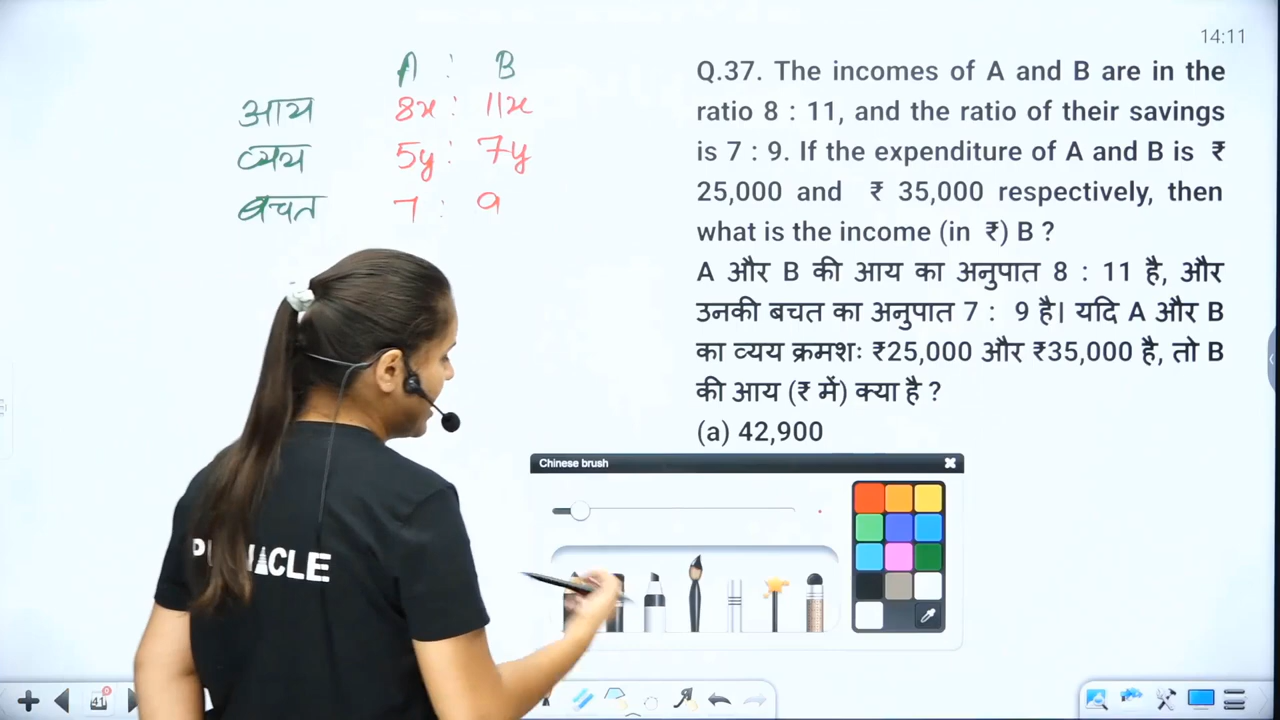 14:11
A : B
आय 8x : 11x
व्यय 5y : 7y
बचत 7 : 9
Q.37. The incomes of A and B are in the
ratio 8 : 11, and the ratio of their savings
is 7 : 9. If the expenditure of A and B is ₹
25,000 and ₹ 35,000 respectively, then
what is the income (in ₹) B ?
A और B की आय का अनुपात 8 : 11 है, और
उनकी बचत का अनुपात 7 : 9 है। यदि A और B
का व्यय क्रमशः ₹25,000 और ₹35,000 है, तो B
की आय (₹ में) क्या है ?
(a) 42,900
Chinese brush
41